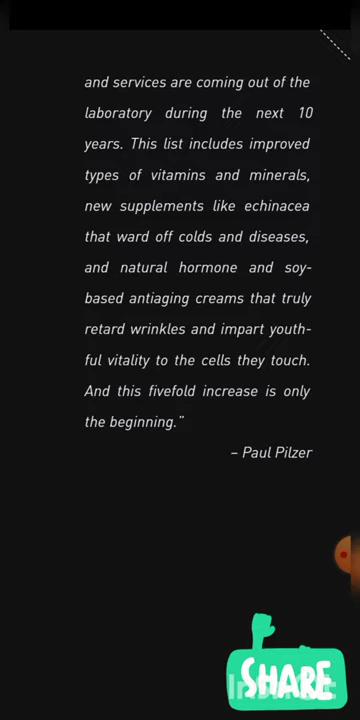 and services are coming out of the
laboratory during the next 10
years. This list includes improved
types of vitamins and minerals,
new supplements like echinacea
that ward off colds and diseases,
and natural hormone and soy-
based antiaging creams that truly
retard wrinkles and impart youth-
ful vitality to the cells they touch.
And this fivefold increase is only
the beginning.”
– Paul Pilzer
SHARE